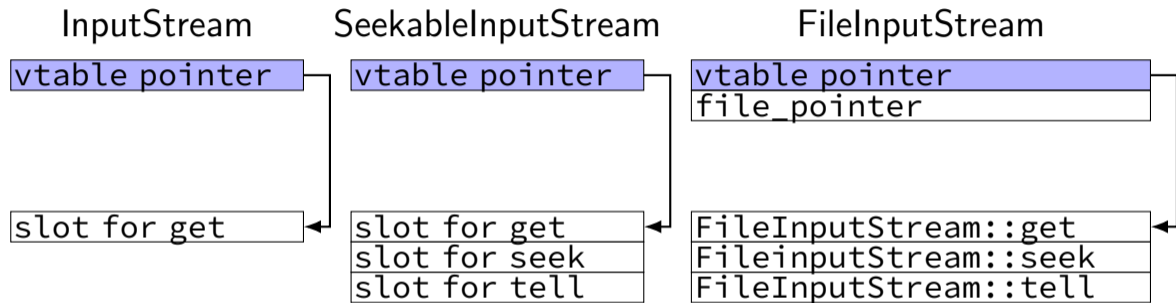 InputStream
SeekableInputStream
FileInputStream
vtable pointer
vtable pointer
vtable pointer
file_pointer
slot for get
slot for get
slot for seek
slot for tell
FileInputStream::get
FileinputStream::seek
FileInputStream::tell